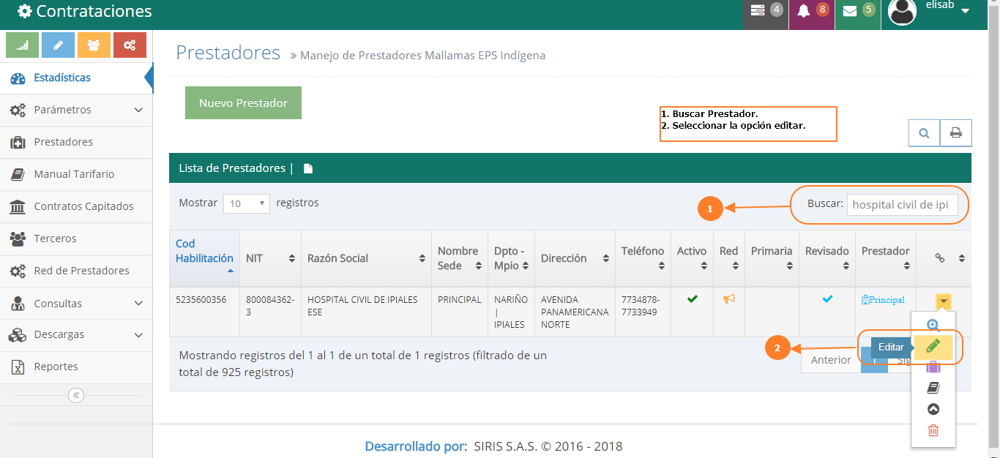 Contrataciones
4
8
5
elisab
Prestadores
» Manejo de Prestadores Mallamas EPS Indígena
Estadísticas
Parámetros
Prestadores
Manual Tarifario
Contratos Capitados
Terceros
Red de Prestadores
Consultas
Descargas
Reportes
Nuevo Prestador
1. Buscar Prestador.
2. Seleccionar la opción editar.
Lista de Prestadores |
Mostrar 10 registros
1
Buscar: hospital civil de ipi
Cod
Habilitación
NIT
Razón Social
Nombre
Sede
Dpto -
Mpio
Dirección
Teléfono
Activo
Red
Primaria
Revisado
Prestador
5235600356
800084362-
3
HOSPITAL CIVIL DE IPIALES
ESE
PRINCIPAL
NARIÑO
|
IPIALES
AVENIDA
PANAMERICANA
NORTE
7734878-
7733949
Principal
Mostrando registros del 1 al 1 de un total de 1 registros (filtrado de un
total de 925 registros)
2
Editar
Anterior
Desarrollado por: SIRIS S.A.S. © 2016 - 2018